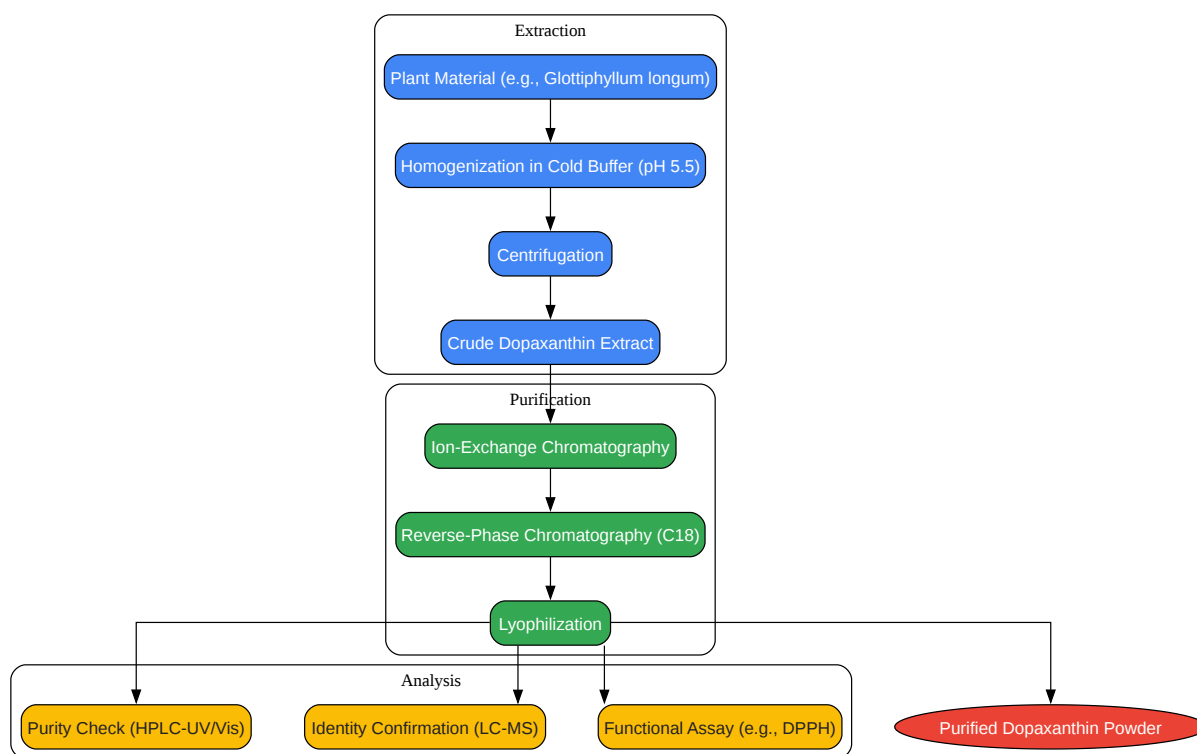 Extraction
Plant Material (e.g., Glottiphyllum longum)
Homogenization in Cold Buffer (pH 5.5)
Centrifugation
Crude Dopaxanthin Extract
Purification
Ion-Exchange Chromatography
Reverse-Phase Chromatography (C18)
Lyophilization
Analysis
Purity Check (HPLC-UV/Vis)
Identity Confirmation (LC-MS)
Functional Assay (e.g., DPPH)
Purified Dopaxanthin Powder